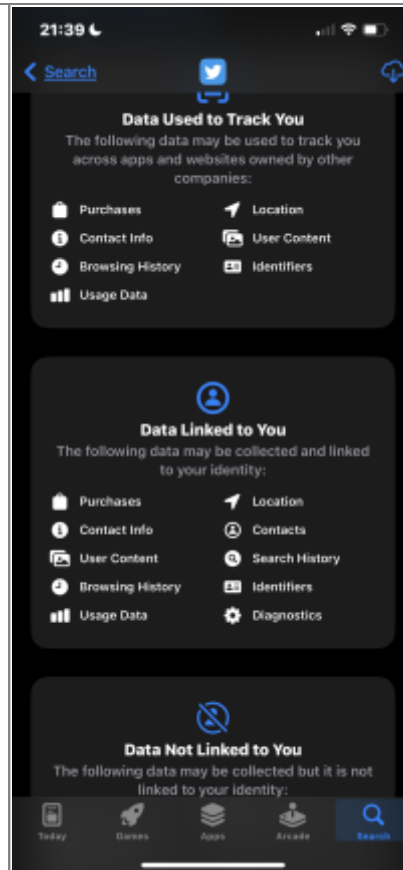 21:39
Search
Data Used to Track You
The following data may be used to track you
across apps and websites owned by other
companies:
Purchases
Location
Contact Info
User Content
Browsing History
Identifiers
Usage Data
Data Linked to You
The following data may be collected and linked
to your identity:
Purchases
Location
Contact Info
Contacts
User Content
Search History
Browsing History
Identifiers
Usage Data
Diagnostics
Data Not Linked to You
The following data may be collected but it is not
linked to your identity:
Today
Games
Apps
Arcade
Search